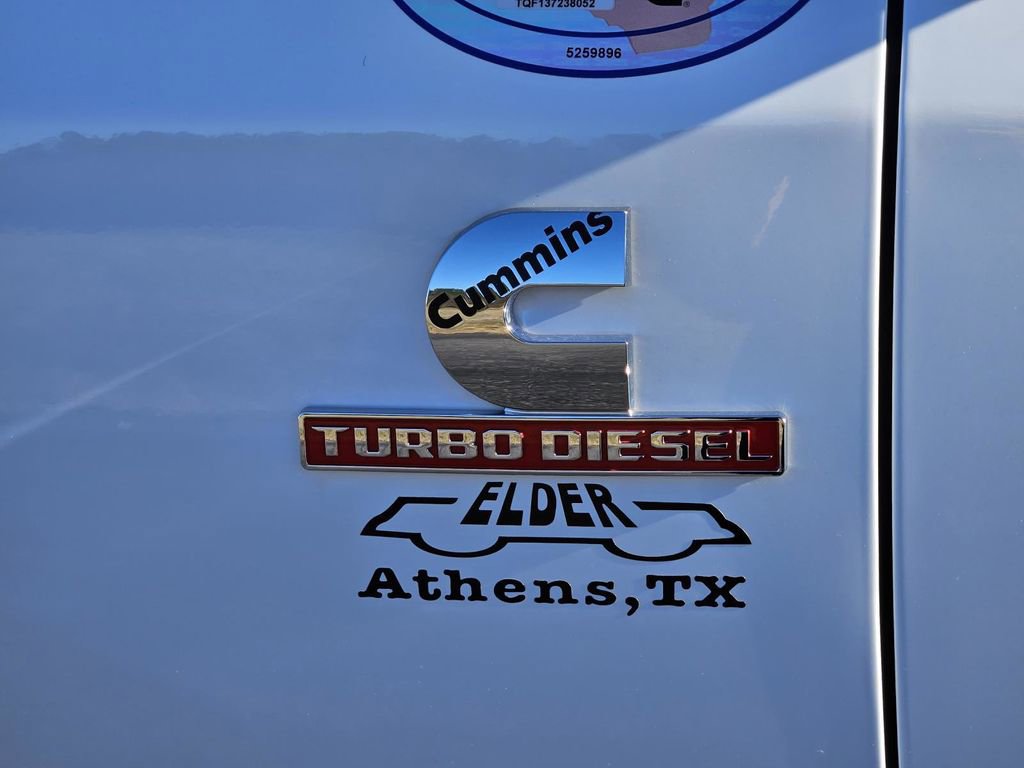 TQF137238052
5259896
Cummins
TURBO DIESEL
ELDER
Athens,TX